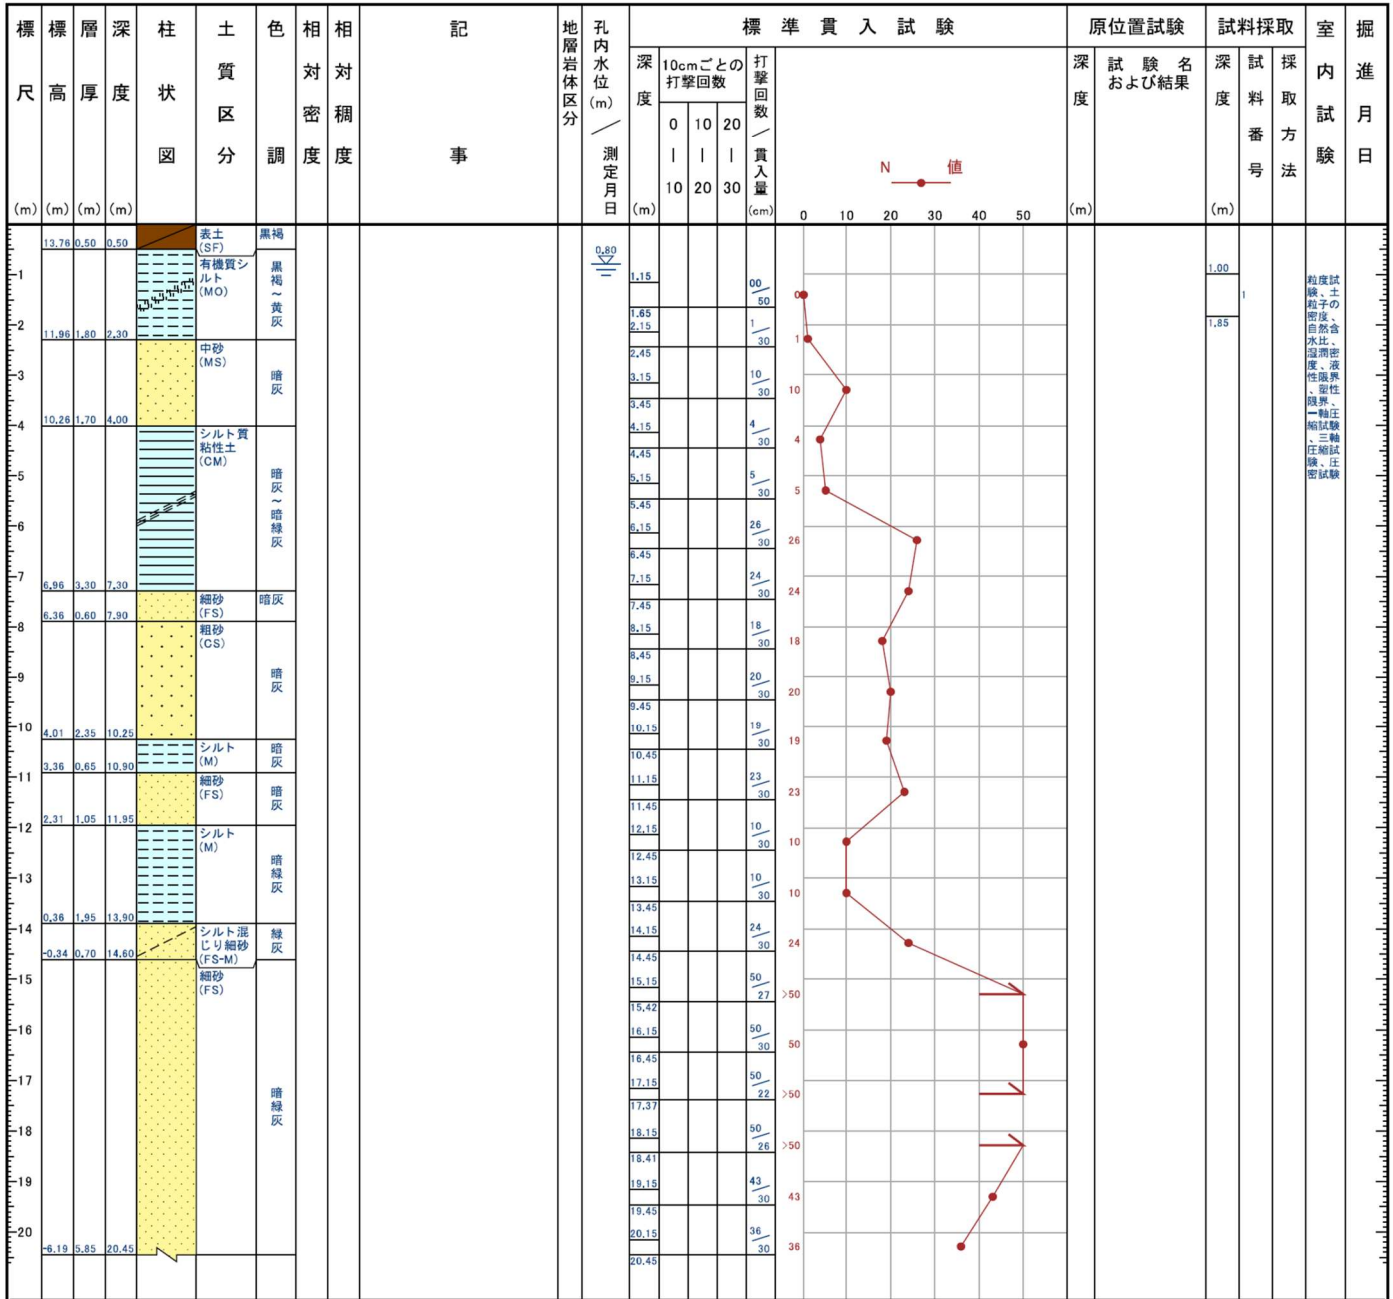 標尺 (m)
標高 (m)
層厚 (m)
深度 (m)
柱状図
土質区分
色調
相対密度
相対稠度
記事
地層岩体区分
孔内水位(m)／測定月日
標準貫入試験
深度 (m)
10cmごとの
打撃回数
0 | 10
10 | 20
20 | 30
打撃回数／貫入量 (cm)
N 値
0 10 20 30 40 50
原位置試験
深度 (m)
試験名
および結果
試料採取
深度 (m)
試料番号
採取方法
室内試験
掘進月日
13.76 0.50 0.50 表土
(SF)
黒褐
11.96 1.80 2.30 有機質シ
ルト
(MO)
黒褐～黄灰
10.26 1.70 4.00 中砂
(MS)
暗灰
6.96 3.30 7.30 シルト質
粘性土
(CM)
暗灰～暗緑灰
6.36 0.60 7.90 細砂
(FS)
暗灰
4.01 2.35 10.25 粗砂
(CS)
暗灰
3.36 0.65 10.90 シルト
(M)
暗灰
2.31 1.05 11.95 細砂
(FS)
暗灰
0.36 1.95 13.90 シルト
(M)
暗緑灰
-0.34 0.70 14.60 シルト混
じり細砂
(FS-M)
緑灰
-6.19 5.85 20.45 細砂
(FS)
暗緑灰
1
2
3
4
5
6
7
8
9
10
11
12
13
14
15
16
17
18
19
20
0.80
1.15 1.65 00/50 0
2.15 2.45 1/30 1
3.15 3.45 10/30 10
4.15 4.45 4/30 4
5.15 5.45 5/30 5
6.15 6.45 26/30 26
7.15 7.45 24/30 24
8.15 8.45 18/30 18
9.15 9.45 20/30 20
10.15 10.45 19/30 19
11.15 11.45 23/30 23
12.15 12.45 10/30 10
13.15 13.45 10/30 10
14.15 14.45 24/30 24
15.15 15.42 50/27 >50
16.15 16.45 50/30 50
17.15 17.37 50/22 >50
18.15 18.41 50/26 >50
19.15 19.45 43/30 43
20.15 20.45 36/30 36
1.00
1
1.85
粒度試
験、土
粒子の
密度、
自然含
水比、
湿潤密
度、液
性限界
、塑性
限界、
一軸圧
縮試験
、三軸
圧縮試
験、圧
密試験